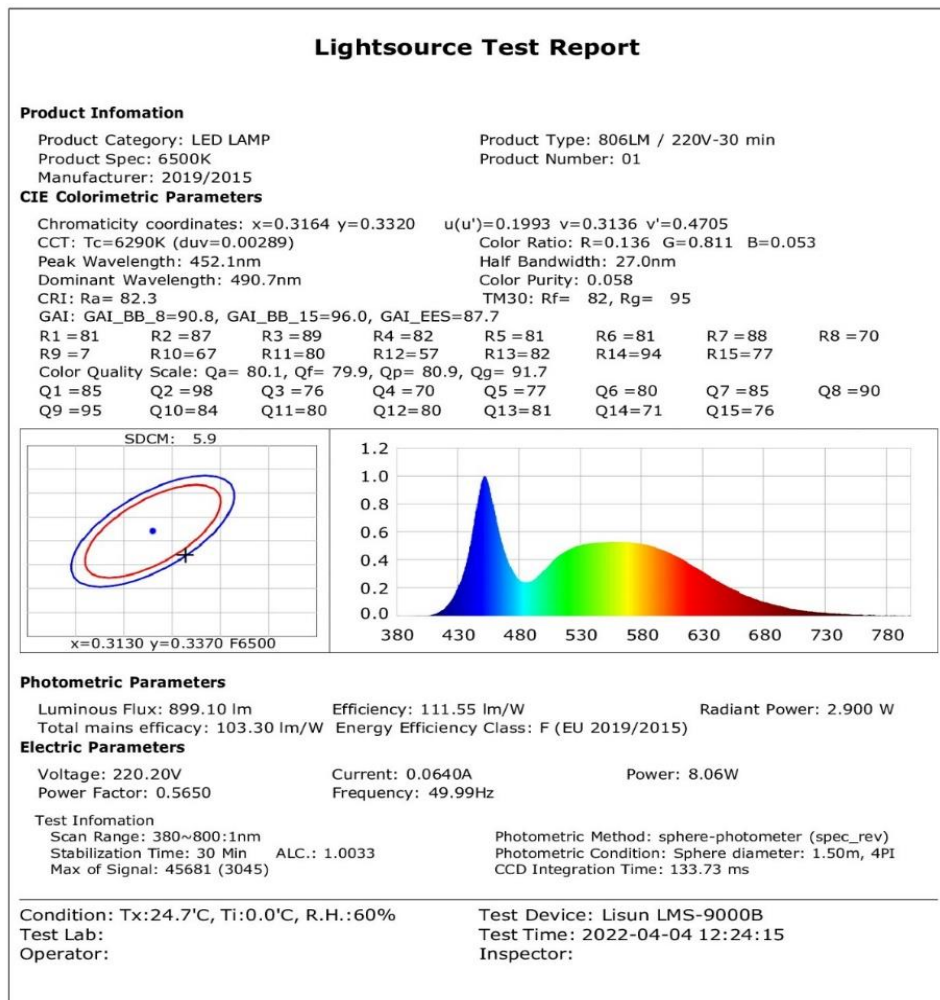 Lightsource Test Report
Product Infomation
Product Category: LED LAMP Product Type: 806LM / 220V-30 min
Product Spec: 6500K Product Number: 01
Manufacturer: 2019/2015
CIE Colorimetric Parameters
Chromaticity coordinates: x=0.3164 y=0.3320 u(u')=0.1993 v=0.3136 v'=0.4705
CCT: Tc=6290K (duv=0.00289) Color Ratio: R=0.136 G=0.811 B=0.053
Peak Wavelength: 452.1nm Half Bandwidth: 27.0nm
Dominant Wavelength: 490.7nm Color Purity: 0.058
CRI: Ra= 82.3 TM30: Rf= 82, Rg= 95
GAI: GAI_BB_8=90.8, GAI_BB_15=96.0, GAI_EES=87.7
R1 =81 R2 =87 R3 =89 R4 =82 R5 =81 R6 =81 R7 =88 R8 =70
R9 =7 R10=67 R11=80 R12=57 R13=82 R14=94 R15=77
Color Quality Scale: Qa= 80.1, Qf= 79.9, Qp= 80.9, Qg= 91.7
Q1 =85 Q2 =98 Q3 =76 Q4 =70 Q5 =77 Q6 =80 Q7 =85 Q8 =90
Q9 =95 Q10=84 Q11=80 Q12=80 Q13=81 Q14=71 Q15=76
SDCM: 5.9
x=0.3130 y=0.3370 F6500
1.2
1.0
0.8
0.6
0.4
0.2
0.0
380 430 480 530 580 630 680 730 780
Photometric Parameters
Luminous Flux: 899.10 lm Efficiency: 111.55 lm/W Radiant Power: 2.900 W
Total mains efficacy: 103.30 lm/W Energy Efficiency Class: F (EU 2019/2015)
Electric Parameters
Voltage: 220.20V Current: 0.0640A Power: 8.06W
Power Factor: 0.5650 Frequency: 49.99Hz
Test Infomation
Scan Range: 380~800:1nm Photometric Method: sphere-photometer (spec_rev)
Stabilization Time: 30 Min ALC.: 1.0033 Photometric Condition: Sphere diameter: 1.50m, 4PI
Max of Signal: 45681 (3045) CCD Integration Time: 133.73 ms
Condition: Tx:24.7'C, Ti:0.0'C, R.H.:60% Test Device: Lisun LMS-9000B
Test Lab: Test Time: 2022-04-04 12:24:15
Operator: Inspector: